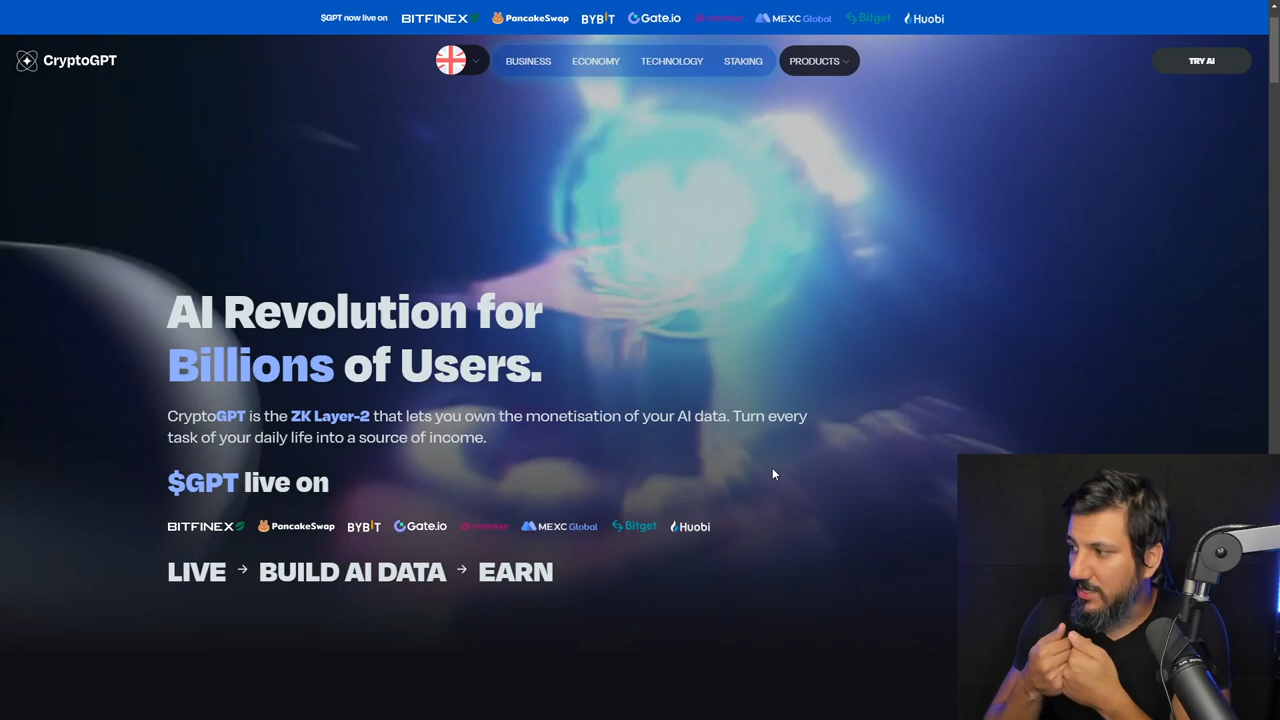 $GPT now live on BITFINEX PancakeSwap BYBIT Gate.io MEXC Global Bitget Huobi
CryptoGPT BUSINESS ECONOMY TECHNOLOGY STAKING PRODUCTS TRY AI
AI Revolution for
Billions of Users.
CryptoGPT is the ZK Layer-2 that lets you own the monetisation of your AI data. Turn every
task of your daily life into a source of income.
$GPT live on
BITFINEX PancakeSwap BYBIT Gate.io MEXC Global Bitget Huobi
LIVE → BUILD AI DATA → EARN